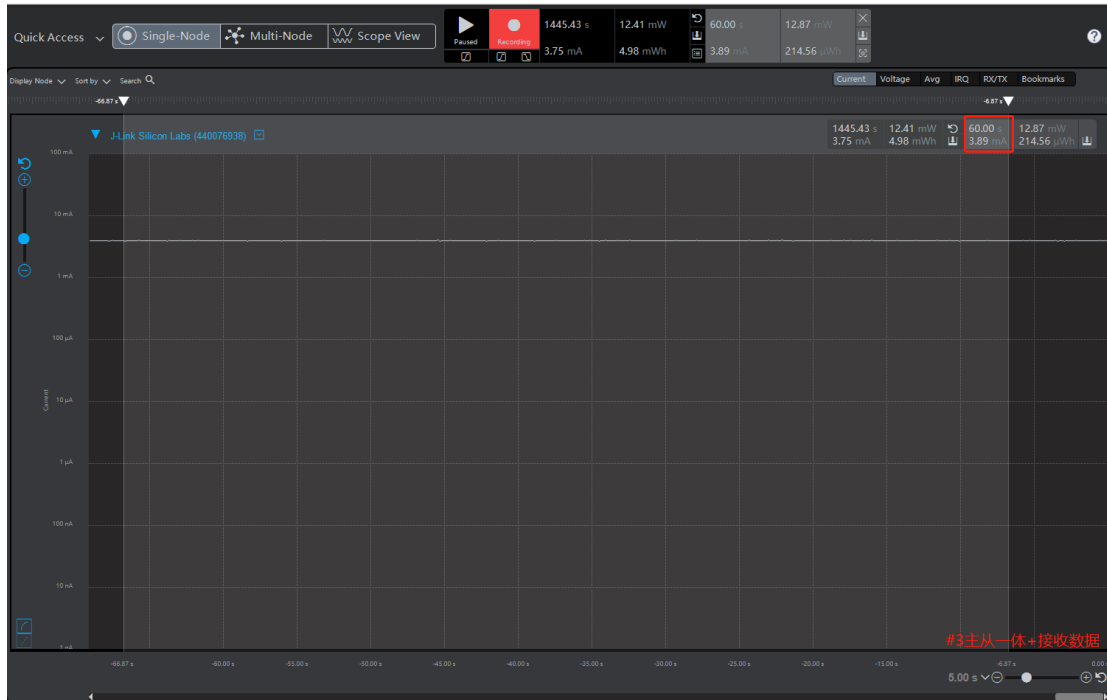 Quick Access
Single-Node
Multi-Node
Scope View
Paused
Recording
1445.43 s 12.41 mW
3.75 mA 4.98 mWh
60.00 s 12.87 mW
3.89 mA 214.56 µWh
Display Node Sort by Search
Current Voltage Avg IRQ RX/TX Bookmarks
-66.87 s -6.87 s
J-Link Silicon Labs (440076938)
1445.43 s 12.41 mW 60.00 s 12.87 mW
3.75 mA 4.98 mWh 3.89 mA 214.56 µWh
100 mA
10 mA
1 mA
100 µA
Current
10 µA
1 µA
100 nA
10 nA
1 nA
#3主从一体+接收数据
-66.87 s -60.00 s -55.00 s -50.00 s -45.00 s -40.00 s -35.00 s -30.00 s -25.00 s -20.00 s -15.00 s -6.87 s 0.00
5.00 s